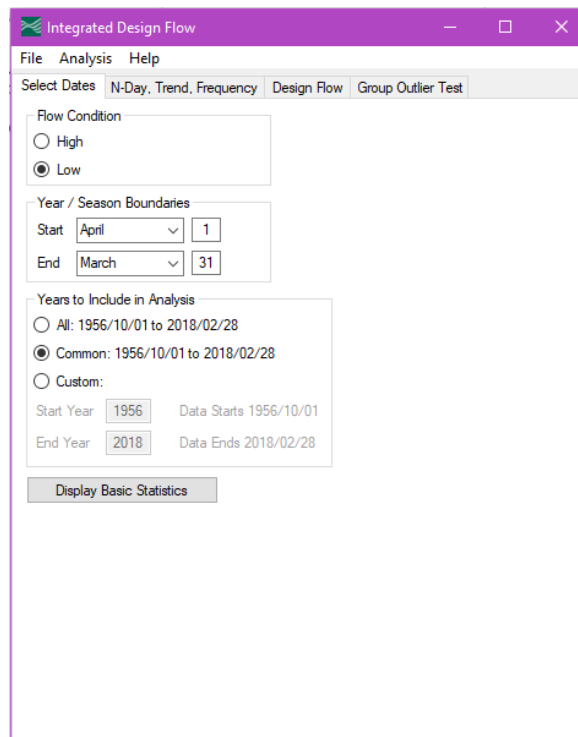 Integrated Design Flow
File Analysis Help
Select Dates N-Day, Trend, Frequency Design Flow Group Outlier Test
Flow Condition
High
Low
Year / Season Boundaries
Start April 1
End March 31
Years to Include in Analysis
All: 1956/10/01 to 2018/02/28
Common: 1956/10/01 to 2018/02/28
Custom:
Start Year 1956 Data Starts 1956/10/01
End Year 2018 Data Ends 2018/02/28
Display Basic Statistics